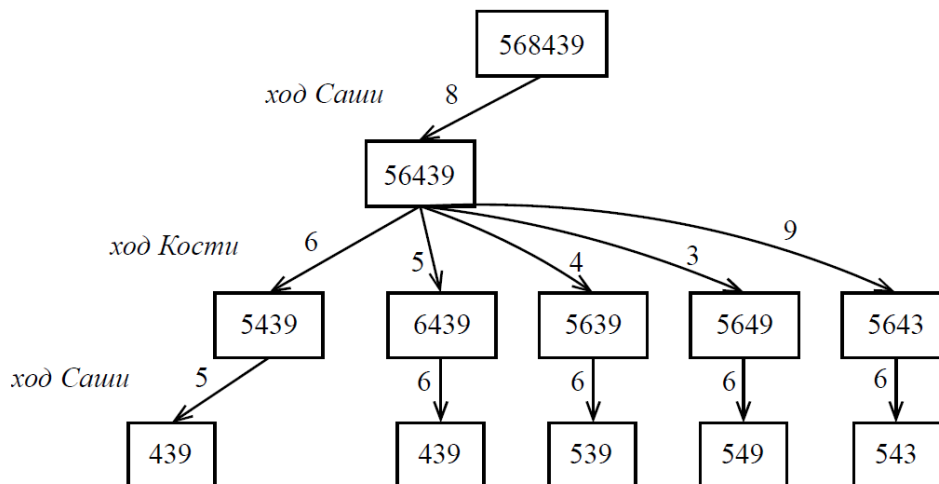 568439
ход Саши 8
56439
ход Кости 6 5 4 3 9
5439 6439 5639 5649 5643
ход Саши 5 6 6 6 6
439 439 539 549 543